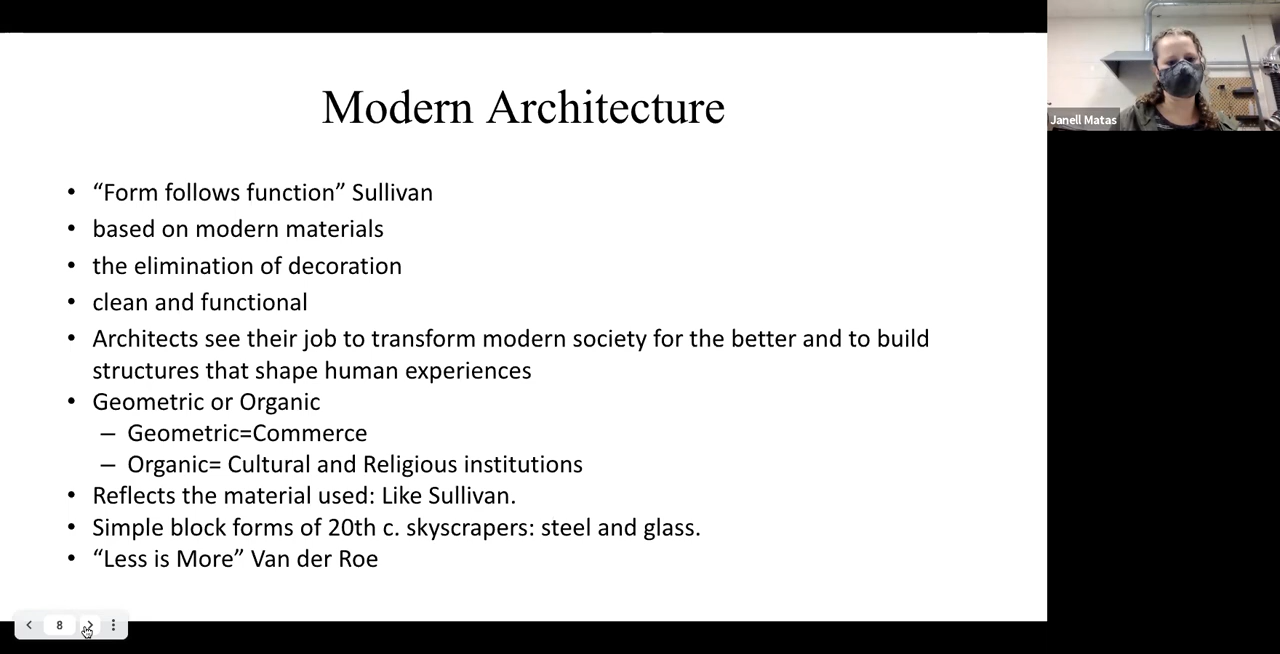 Modern Architecture
• “Form follows function” Sullivan
• based on modern materials
• the elimination of decoration
• clean and functional
• Architects see their job to transform modern society for the better and to build
structures that shape human experiences
• Geometric or Organic
– Geometric=Commerce
– Organic= Cultural and Religious institutions
• Reflects the material used: Like Sullivan.
• Simple block forms of 20th c. skyscrapers: steel and glass.
• “Less is More” Van der Roe
8
Janell Matas